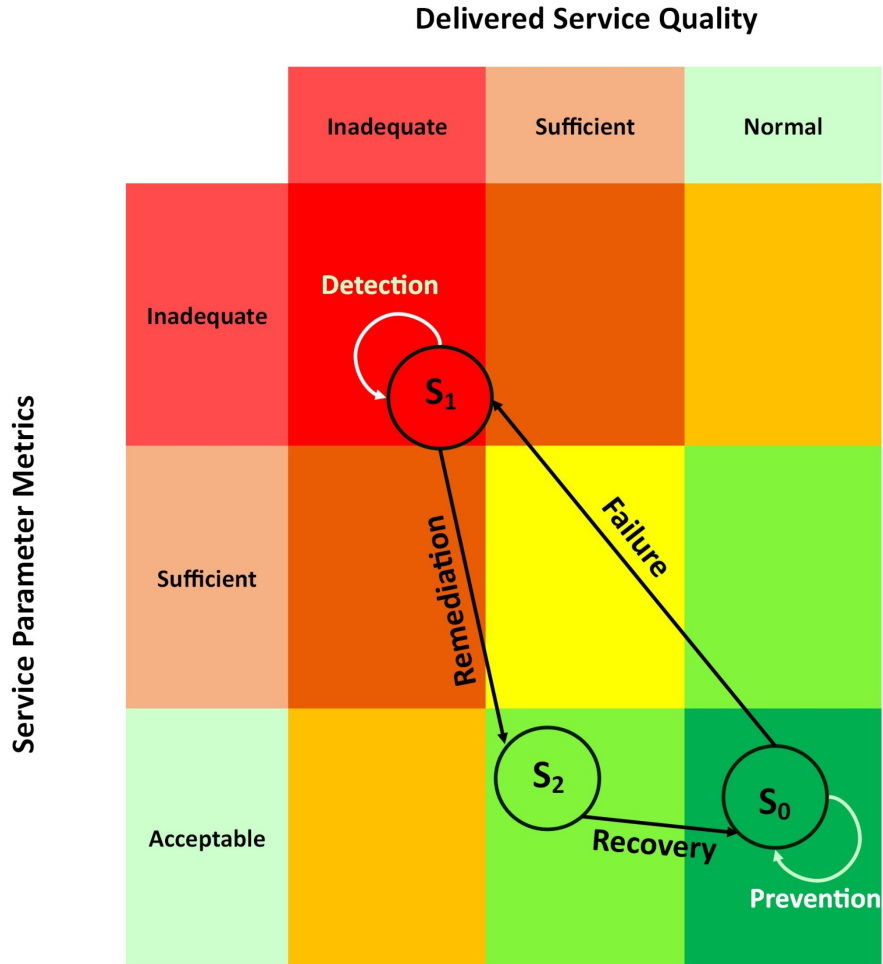 Delivered Service Quality
Inadequate
Sufficient
Normal
Service Parameter Metrics
Inadequate
Detection
S₁
Failure
Sufficient
Remediation
Acceptable
S₂
Recovery
S₀
Prevention